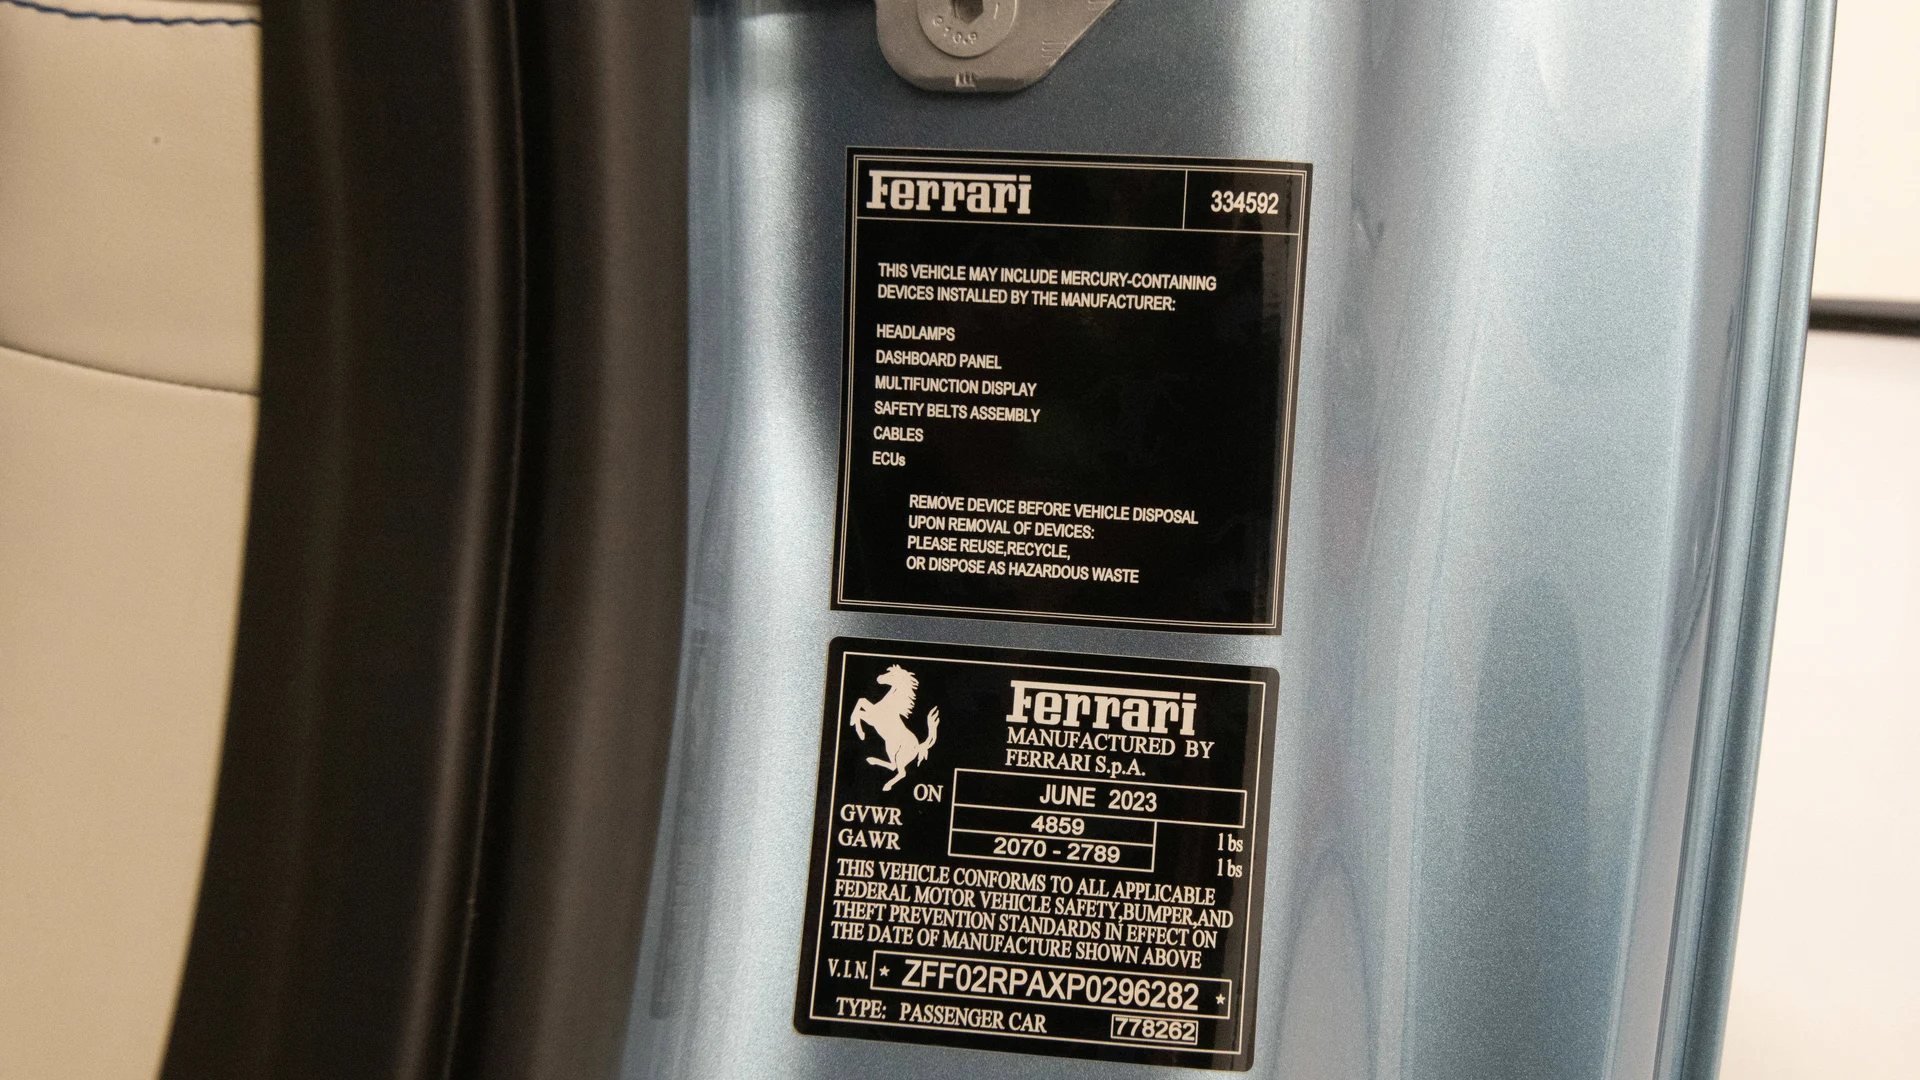 Ferrari 334592
THIS VEHICLE MAY INCLUDE MERCURY-CONTAINING
DEVICES INSTALLED BY THE MANUFACTURER:
HEADLAMPS
DASHBOARD PANEL
MULTIFUNCTION DISPLAY
SAFETY BELTS ASSEMBLY
CABLES
ECUs
REMOVE DEVICE BEFORE VEHICLE DISPOSAL
UPON REMOVAL OF DEVICES:
PLEASE REUSE,RECYCLE,
OR DISPOSE AS HAZARDOUS WASTE
Ferrari
MANUFACTURED BY
FERRARI S.p.A.
ON JUNE 2023
GVWR 4859 lbs
GAWR 2070 - 2789 lbs
THIS VEHICLE CONFORMS TO ALL APPLICABLE
FEDERAL MOTOR VEHICLE SAFETY,BUMPER,AND
THEFT PREVENTION STANDARDS IN EFFECT ON
THE DATE OF MANUFACTURE SHOWN ABOVE
V.I.N. * ZFF02RPAXP0296282 *
TYPE: PASSENGER CAR 778262